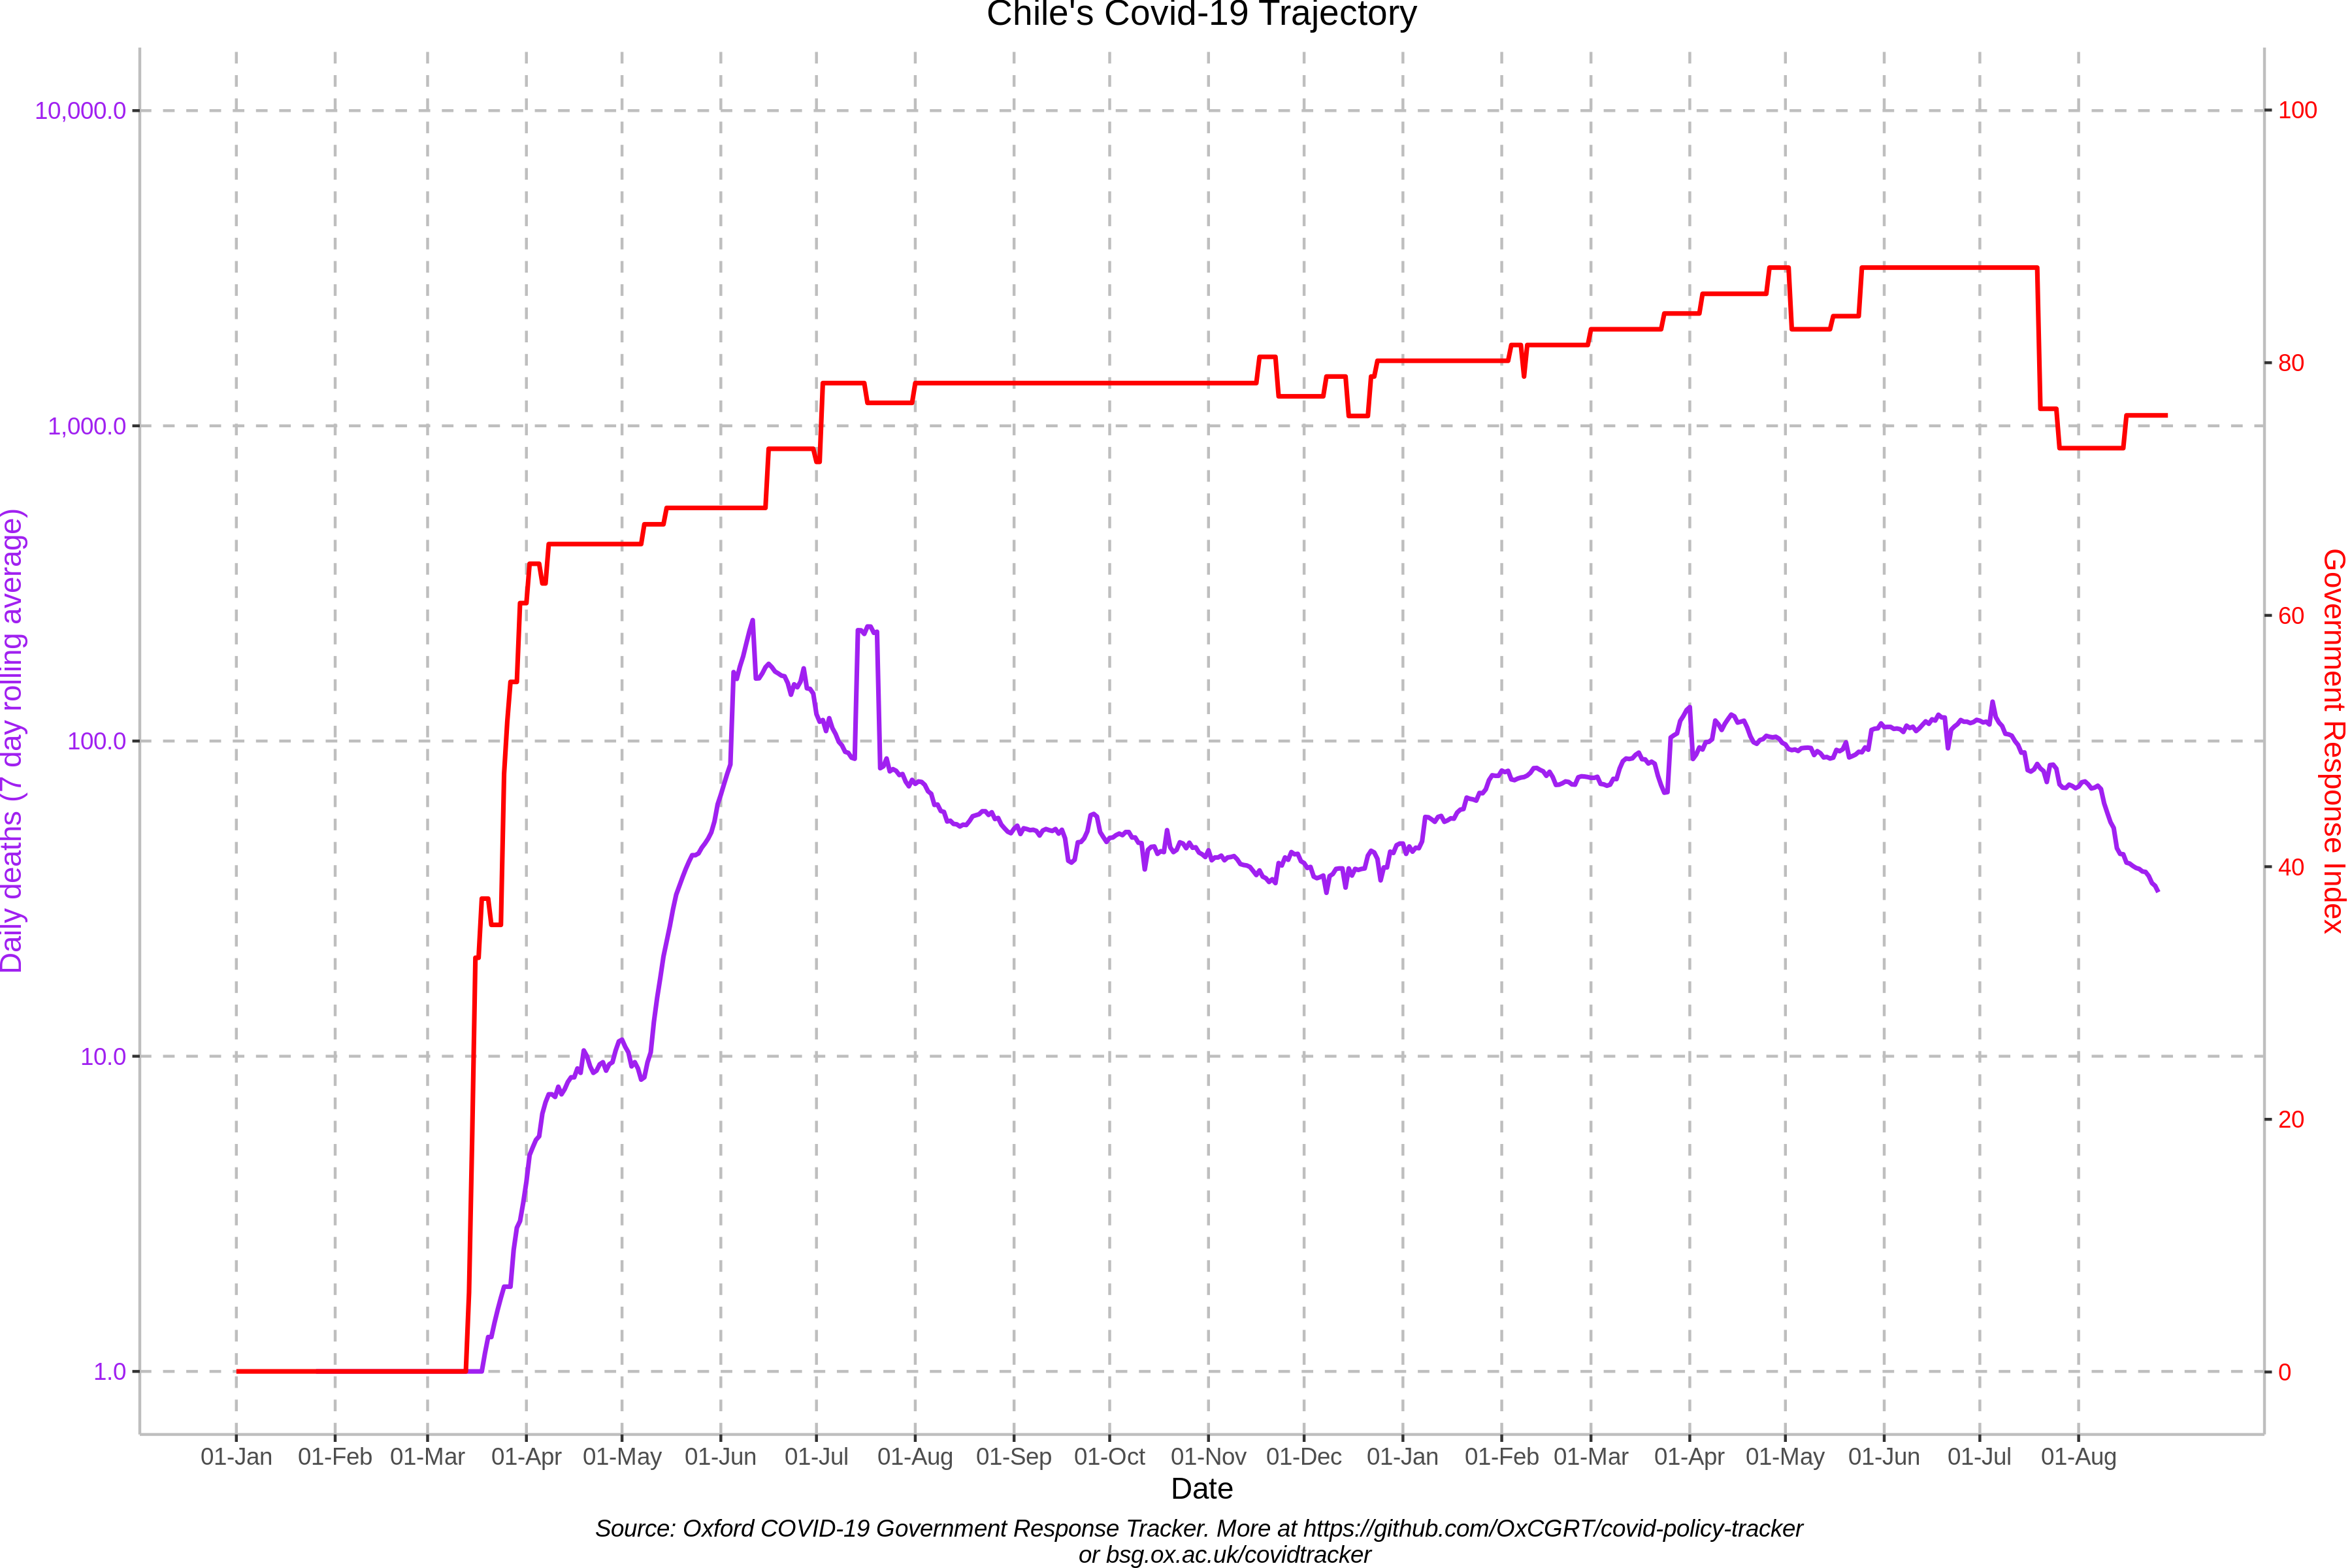 Chile's Covid-19 Trajectory
10,000.0
1,000.0
100.0
10.0
1.0
Daily deaths (7 day rolling average)
100
80
60
40
20
0
Government Response Index
01-Jan 01-Feb 01-Mar 01-Apr 01-May 01-Jun 01-Jul 01-Aug 01-Sep 01-Oct 01-Nov 01-Dec 01-Jan 01-Feb 01-Mar 01-Apr 01-May 01-Jun 01-Jul 01-Aug
Date
Source: Oxford COVID-19 Government Response Tracker. More at https://github.com/OxCGRT/covid-policy-tracker
or bsg.ox.ac.uk/covidtracker